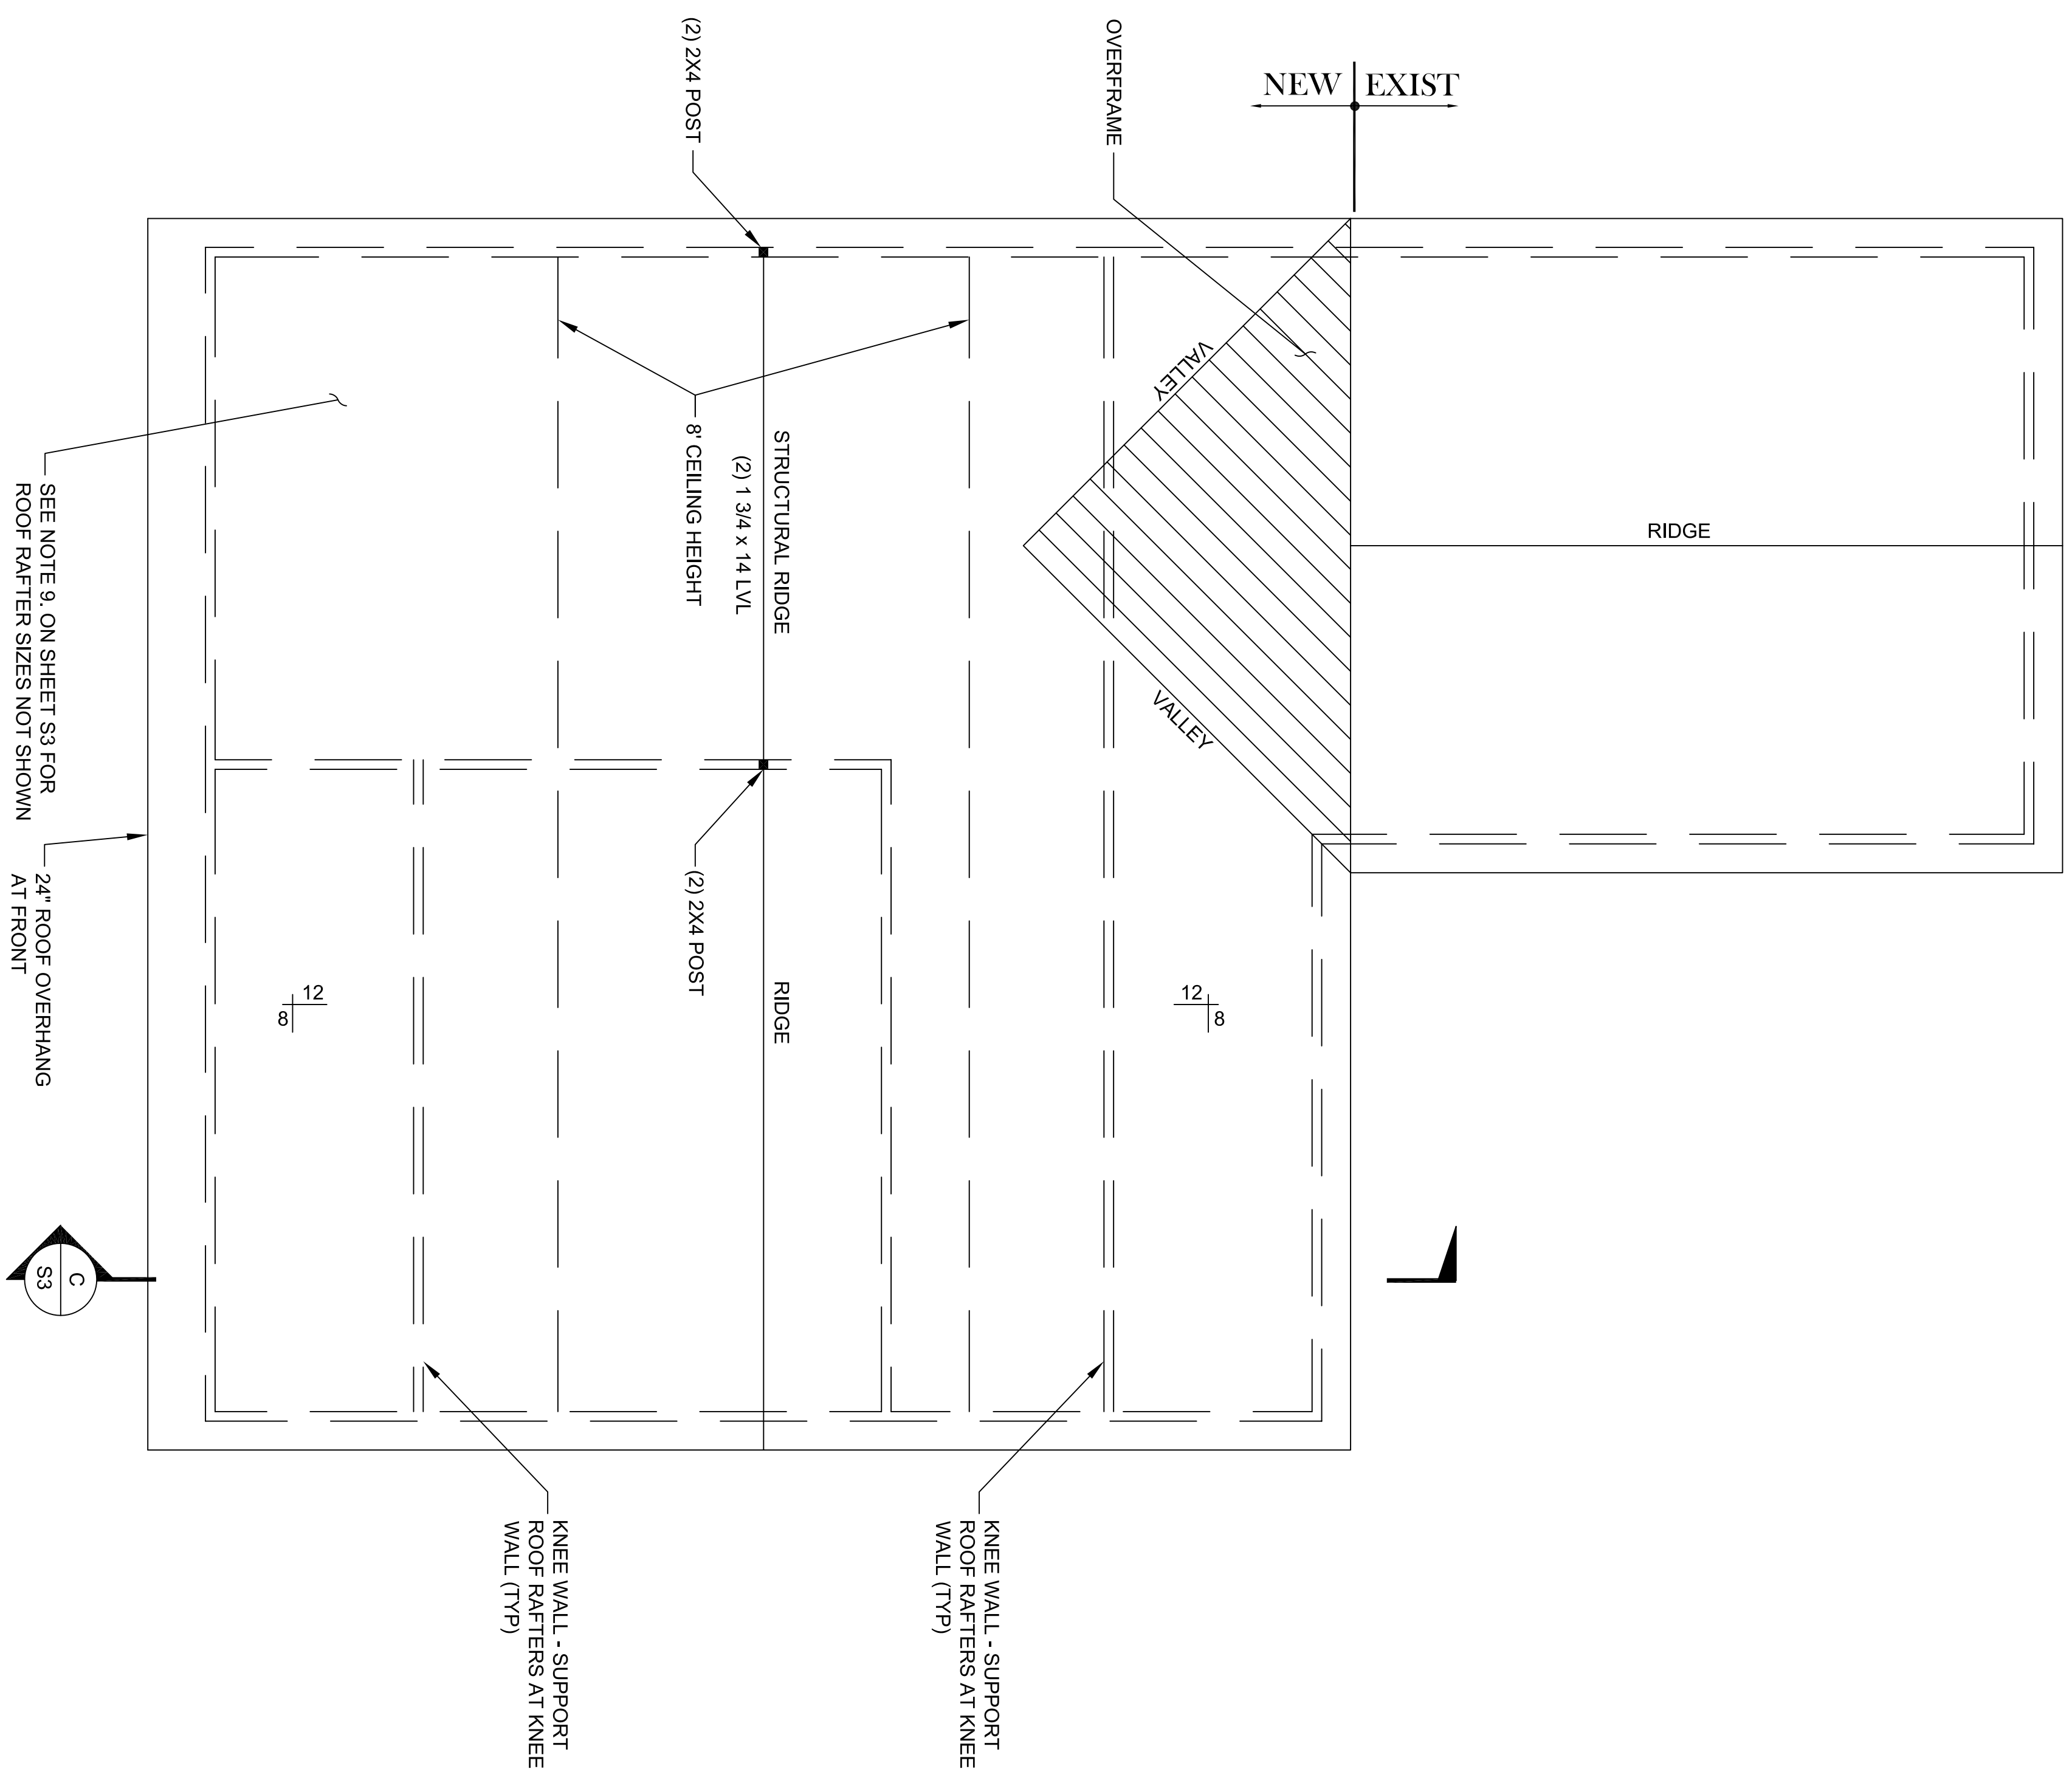 NEW EXIST
OVERFRAME
(2) 2X4 POST
VALLEY
VALLEY
RIDGE
STRUCTURAL RIDGE
(2) 1 3/4 x 14 LVL
8' CEILING HEIGHT
(2) 2X4 POST
RIDGE
12
8
12
8
SEE NOTE 9. ON SHEET S3 FOR
ROOF RAFTER SIZES NOT SHOWN
24" ROOF OVERHANG
AT FRONT
C
S3
KNEE WALL - SUPPORT
ROOF RAFTERS AT KNEE
WALL (TYP)
KNEE WALL - SUPPORT
ROOF RAFTERS AT KNEE
WALL (TYP)